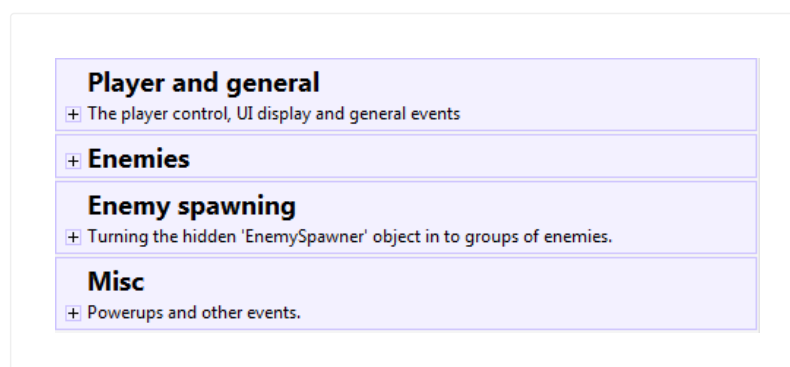 Player and general
The player control, UI display and general events
Enemies
Enemy spawning
Turning the hidden 'EnemySpawner' object in to groups of enemies.
Misc
Powerups and other events.